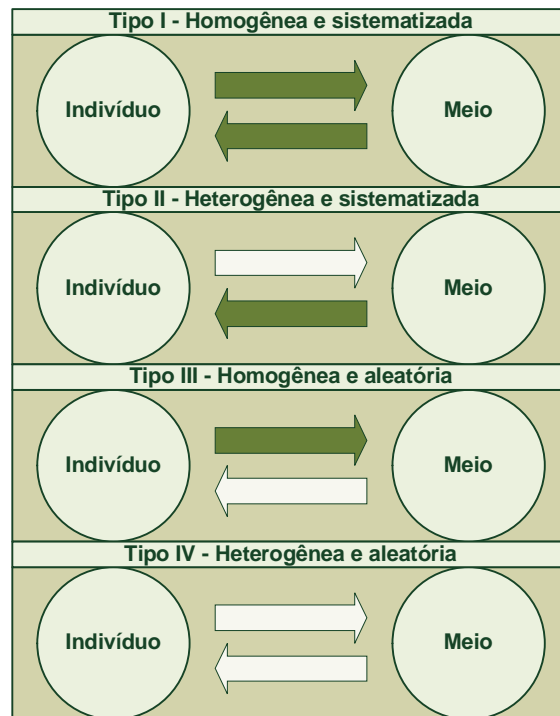 Tipo I - Homogênea e sistematizada
Indivíduo
Meio
Tipo II - Heterogênea e sistematizada
Indivíduo
Meio
Tipo III - Homogênea e aleatória
Indivíduo
Meio
Tipo IV - Heterogênea e aleatória
Indivíduo
Meio